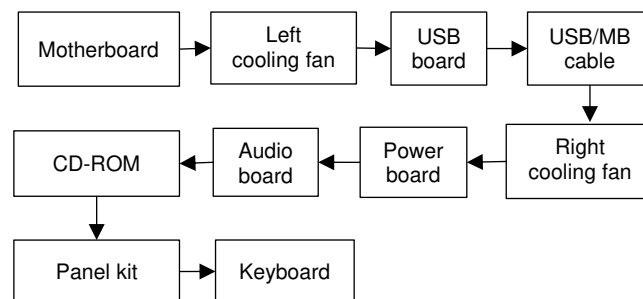 Motherboard
Left
cooling fan
USB
board
USB/MB
cable
CD-ROM
Audio
board
Power
board
Right
cooling fan
Panel kit
Keyboard